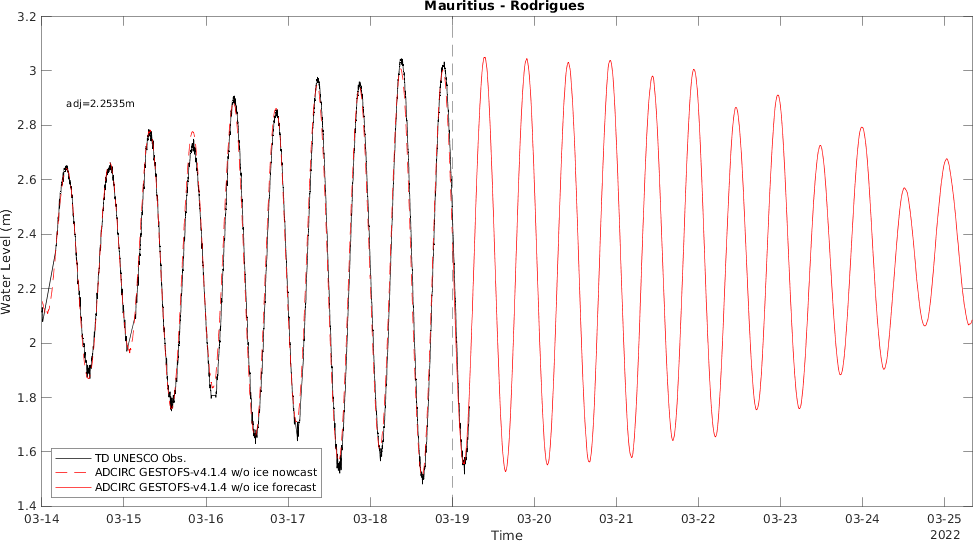 Mauritius - Rodrigues
3.2
3
2.8
2.6
2.4
2.2
2
1.8
1.6
1.4
Water Level (m)
adj=2.2535m
TD UNESCO Obs.
ADCIRC GESTOFS-v4.1.4 w/o ice nowcast
ADCIRC GESTOFS-v4.1.4 w/o ice forecast
03-14 03-15 03-16 03-17 03-18 03-19 03-20 03-21 03-22 03-23 03-24 03-25
Time
2022